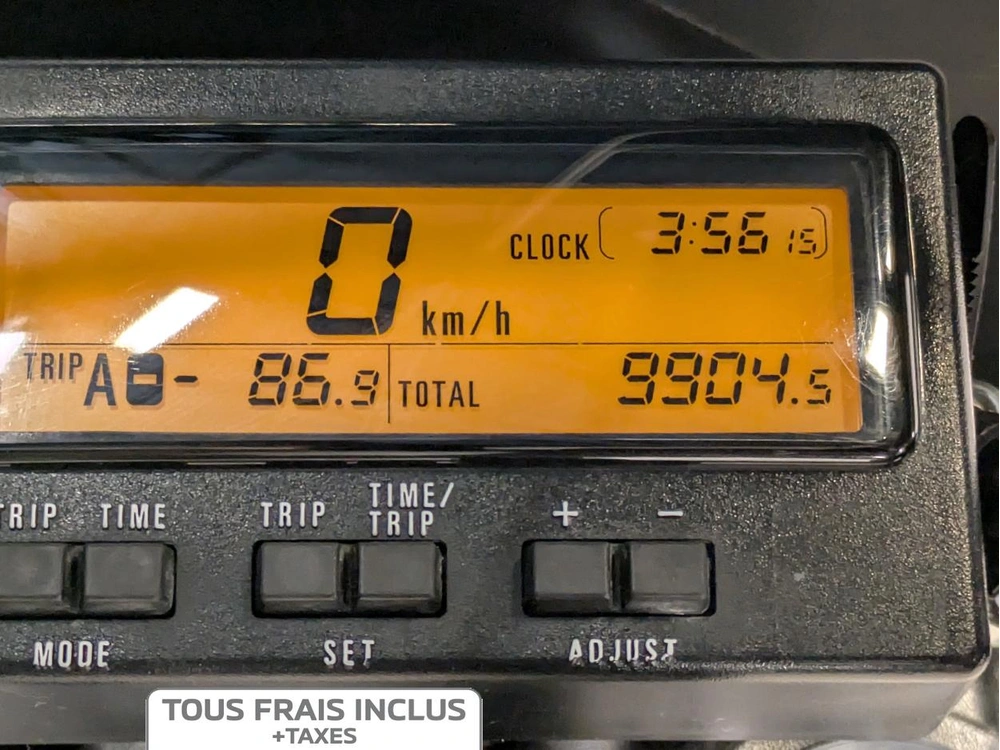 0 km/h
CLOCK 3:56 15
TRIP A - 86.9
TOTAL 9904.5
TRIP TIME TRIP TIME/TRIP + -
MODE SET ADJUST
TOUS FRAIS INCLUS
+TAXES